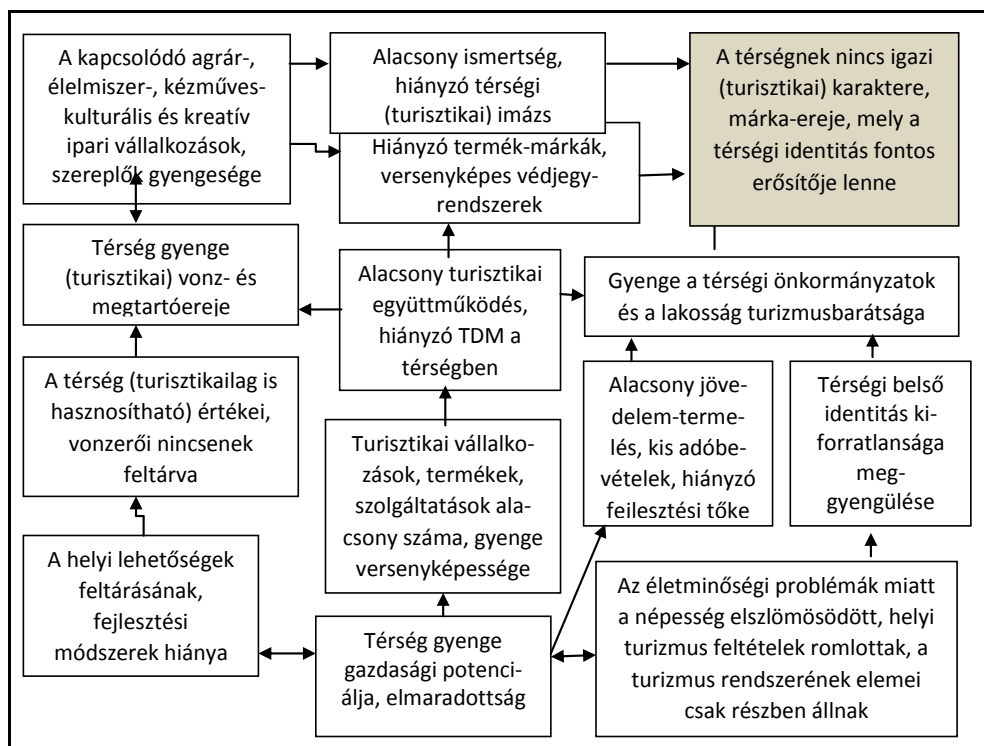 A kapcsolódó agrár-,
élelmiszer-, kézműves-
kulturális és kreatív
ipari vállalkozások,
szereplők gyengesége
Alacsony ismertség,
hiányzó térségi
(turisztikai) imázs
A térségnek nincs igazi
(turisztikai) karaktere,
márka-ereje, mely a
térségi identitás fontos
erősítője lenne
Hiányzó termék-márkák,
versenyképes védjegy-
rendszerek
Térség gyenge
(turisztikai) vonz- és
megtartóereje
Alacsony turisztikai
együttműködés,
hiányzó TDM a
térségben
Gyenge a térségi önkormányzatok
és a lakosság turizmusbarátsága
A térség (turisztikailag is
hasznosítható) értékei,
vonzerői nincsenek
feltárva
Turisztikai vállalko-
zások, termékek,
szolgáltatások ala-
csony száma, gyenge
versenyképessége
Alacsony jöve-
delem-terme-
lés, kis adóbe-
vételek, hiányzó
fejlesztési tőke
Térségi belső
identitás ki-
forratlansága
meg-
gyengülése
A helyi lehetőségek
feltárásának,
fejlesztési
módszerek hiánya
Térség gyenge
gazdasági potenci-
álja, elmaradottság
Az életminőségi problémák miatt
a népesség elszlömösödött, helyi
turizmus feltételek romlottak, a
turizmus rendszerének elemei
csak részben állnak